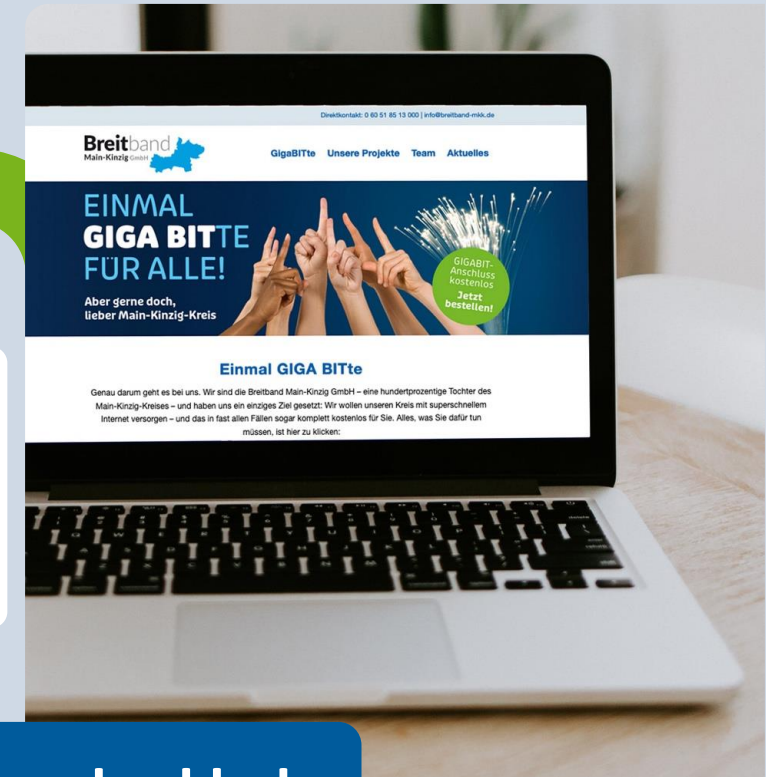 Direktkontakt: 0 60 51 85 13 000 | info@breitband-mkk.de
Breitband
Main-Kinzig GmbH
GigaBITte Unsere Projekte Team Aktuelles
EINMAL
GIGA BITTE
FÜR ALLE!
Aber gerne doch,
lieber Main-Kinzig-Kreis
GIGABIT-
Anschluss
kostenlos
Jetzt
bestellen!
Einmal GIGA BITte
Genau darum geht es bei uns. Wir sind die Breitband Main-Kinzig GmbH – eine hundertprozentige Tochter des
Main-Kinzig-Kreises – und haben uns ein einziges Ziel gesetzt: Wir wollen unseren Kreis mit superschnellem
Internet versorgen – und das in fast allen Fällen sogar komplett kostenlos für Sie. Alles, was Sie dafür tun
müssen, ist hier zu klicken: